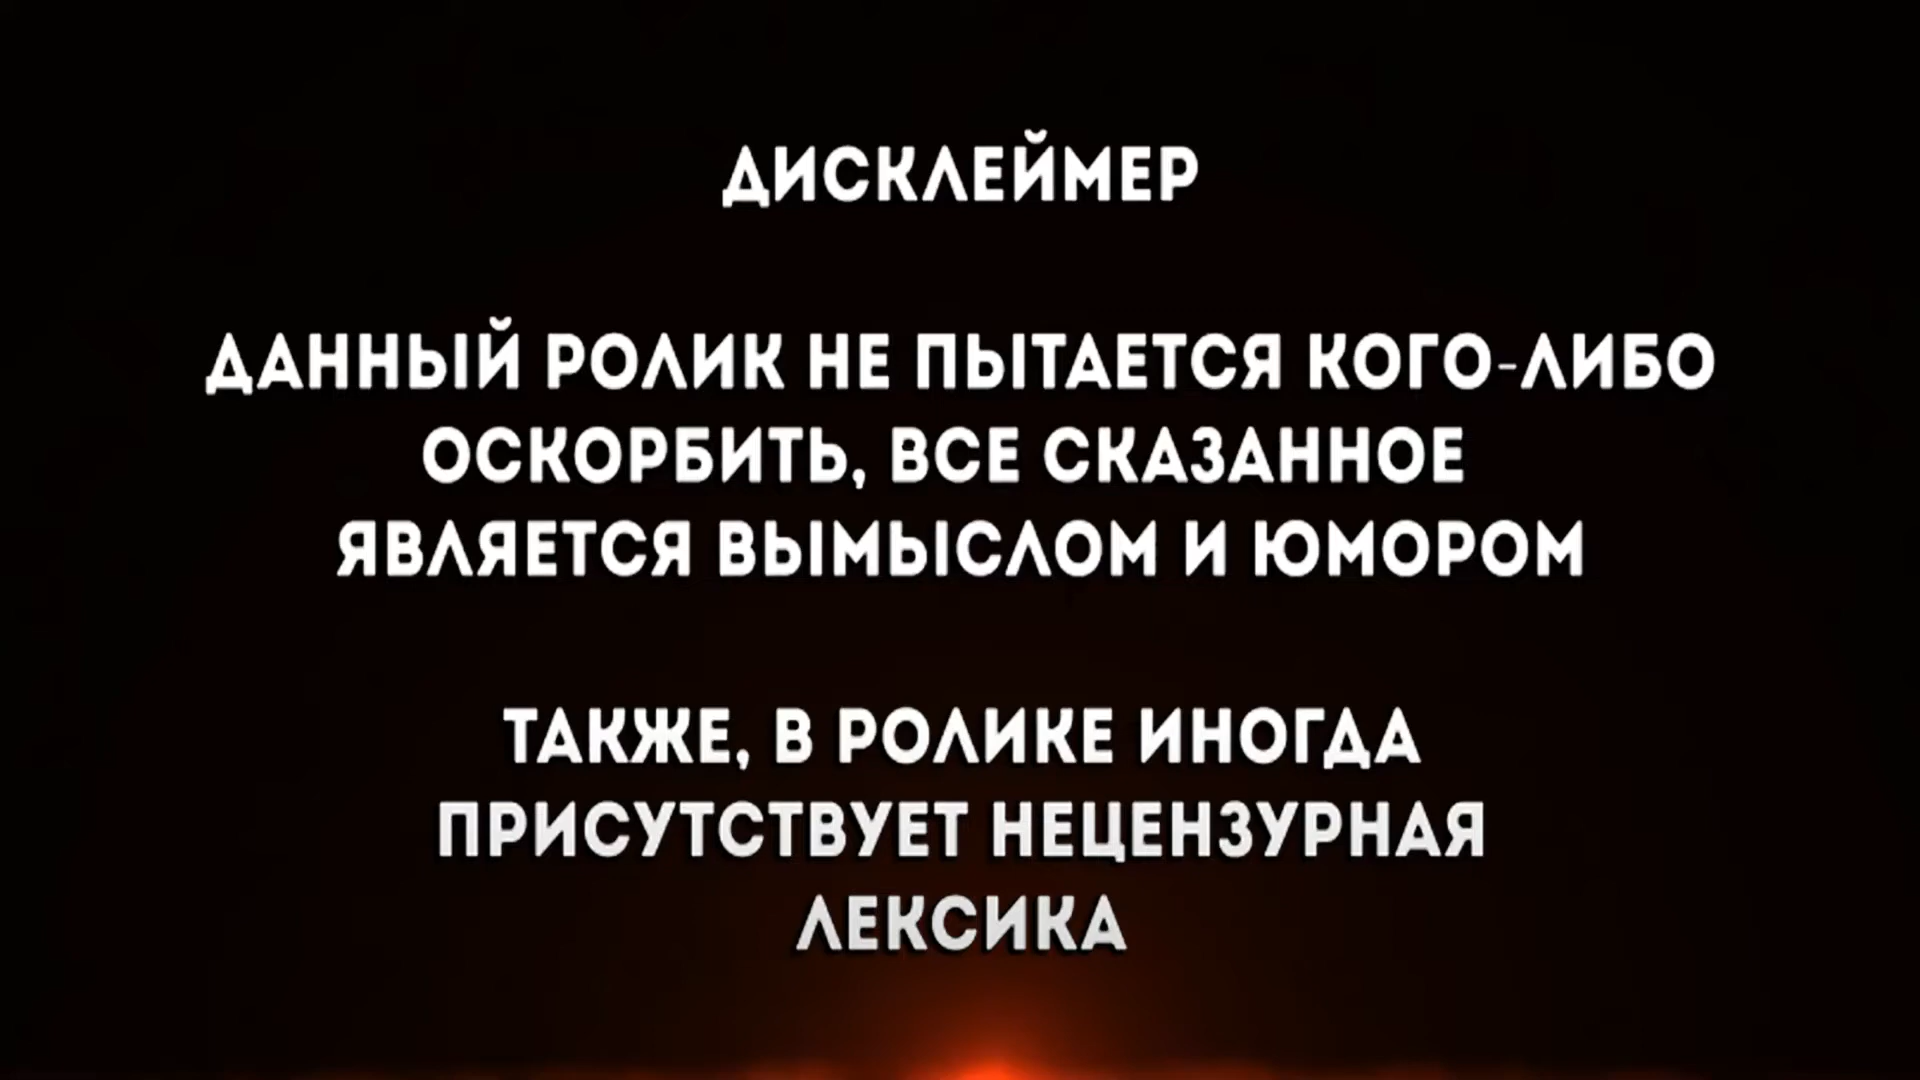 ДИСКЛЕЙМЕР
ДАННЫЙ РОЛИК НЕ ПЫТАЕТСЯ КОГО-ЛИБО
ОСКОРБИТЬ, ВСЕ СКАЗАННОЕ
ЯВЛЯЕТСЯ ВЫМЫСЛОМ И ЮМОРОМ
ТАКЖЕ, В РОЛИКЕ ИНОГДА
ПРИСУТСТВУЕТ НЕЦЕНЗУРНАЯ
ЛЕКСИКА